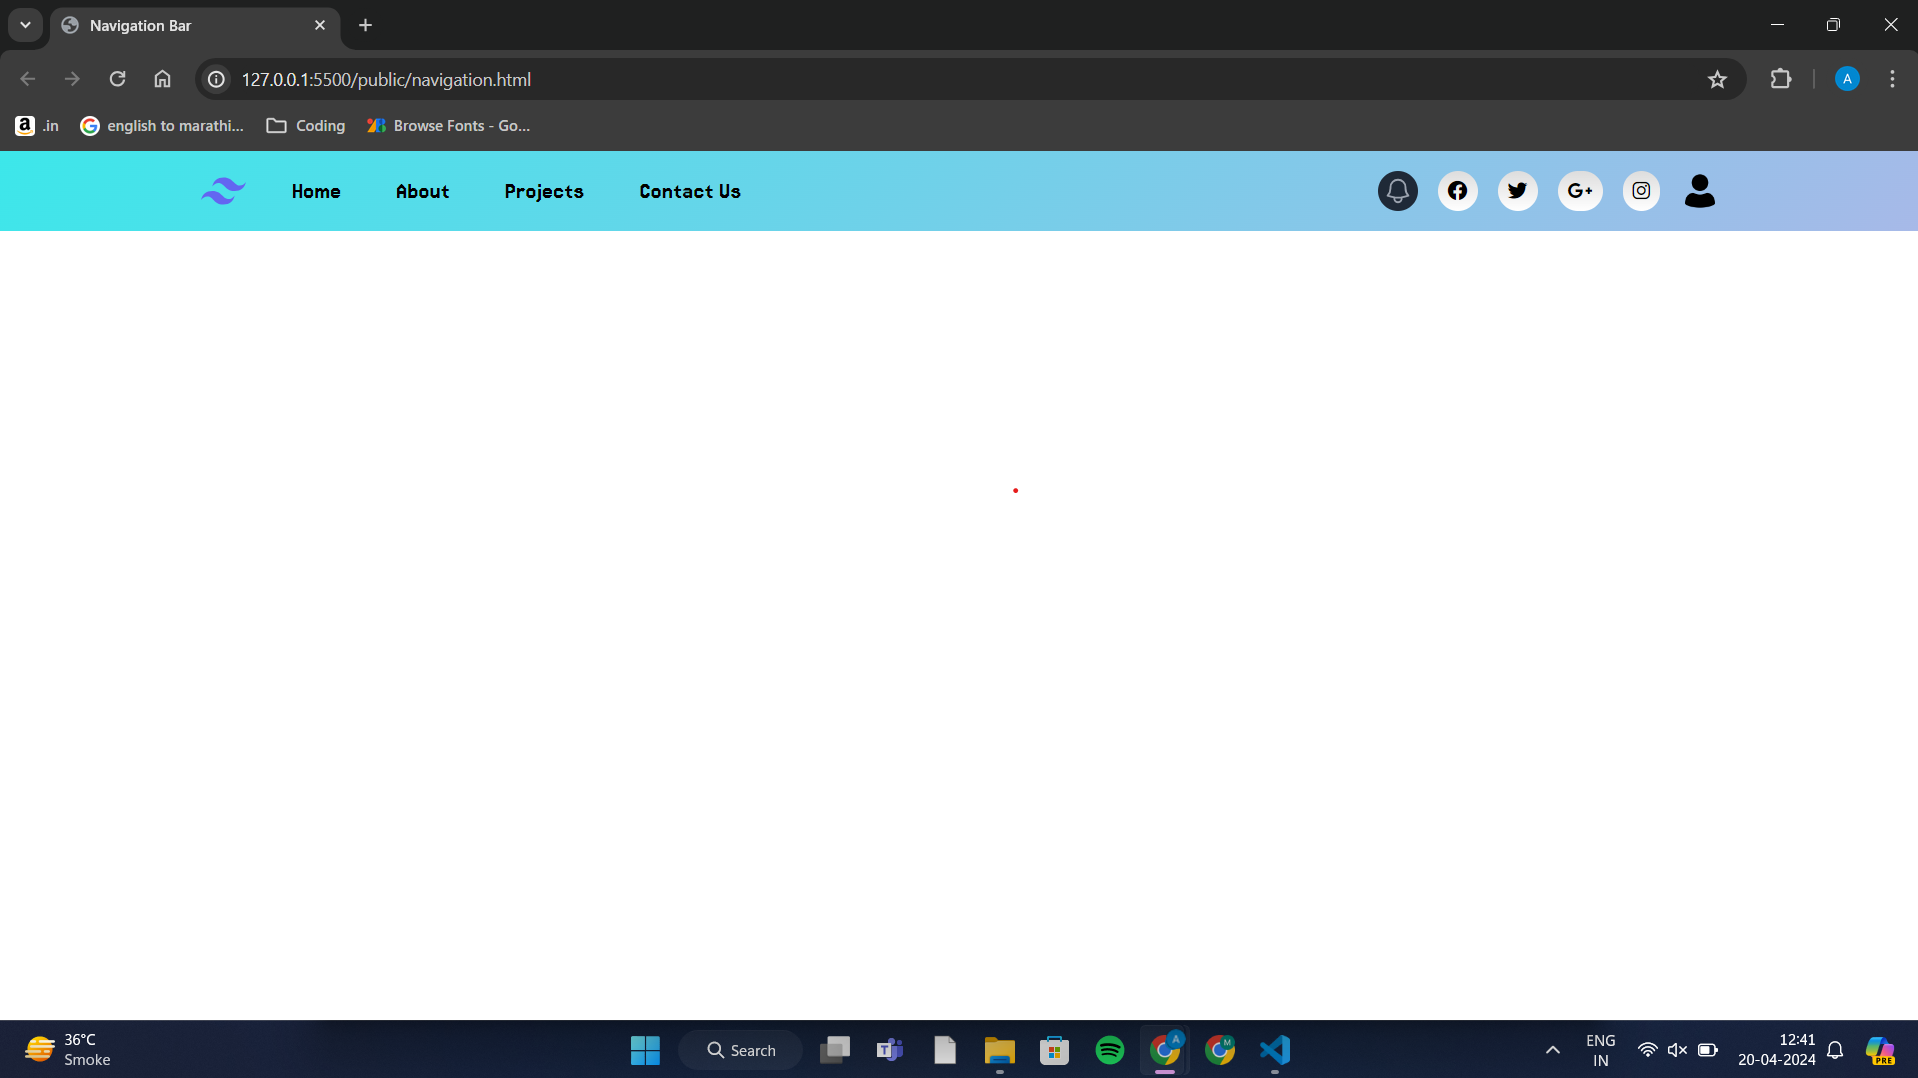 Navigation Bar
127.0.0.1:5500/public/navigation.html
A
a .in
english to marathi...
Coding
Browse Fonts - Go...
Home
About
Projects
Contact Us
G+
36°C
Smoke
Search
T
A
M
ENG
IN
12:41
20-04-2024
PRE